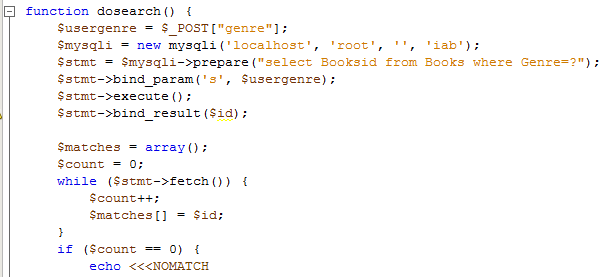 function dosearch() {
    $usergenre = $_POST["genre"];
    $mysqli = new mysqli('localhost', 'root', '', 'iab');
    $stmt = $mysqli->prepare("select Booksid from Books where Genre=?");
    $stmt->bind_param('s', $usergenre);
    $stmt->execute();
    $stmt->bind_result($id);

    $matches = array();
    $count = 0;
    while ($stmt->fetch()) {
        $count++;
        $matches[] = $id;
    }
    if ($count == 0) {
        echo <<<NOMATCH